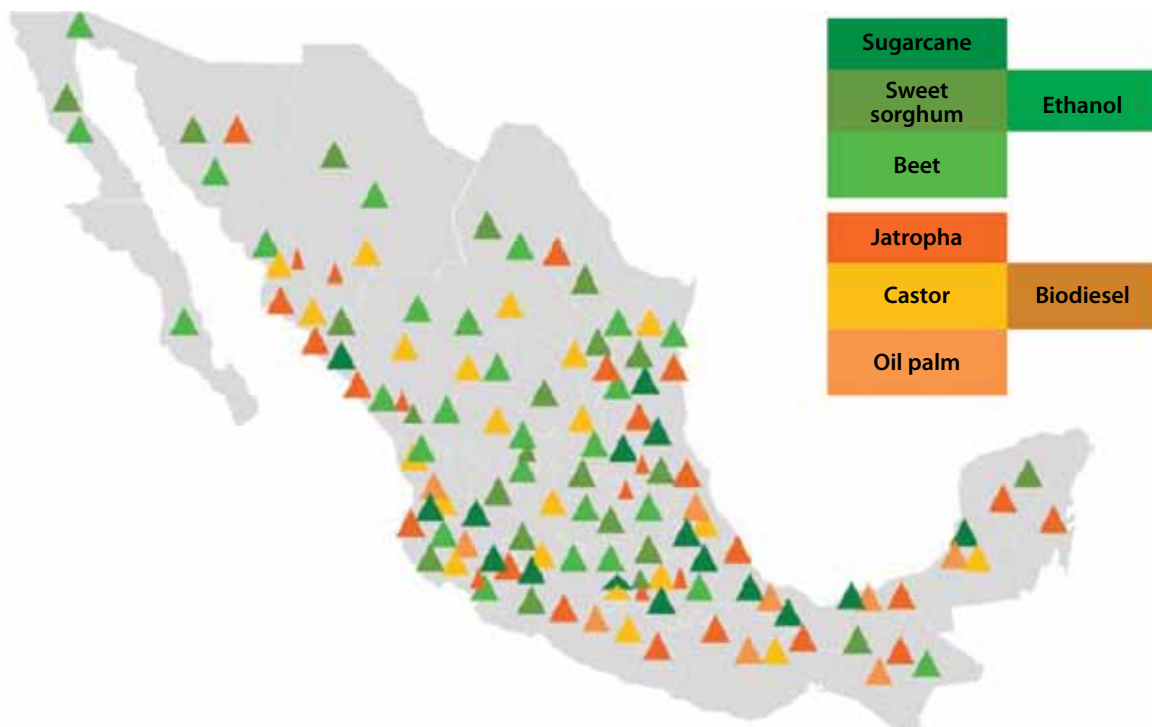 Sugarcane
Sweet
sorghum
Ethanol
Beet
Jatropha
Castor
Biodiesel
Oil palm